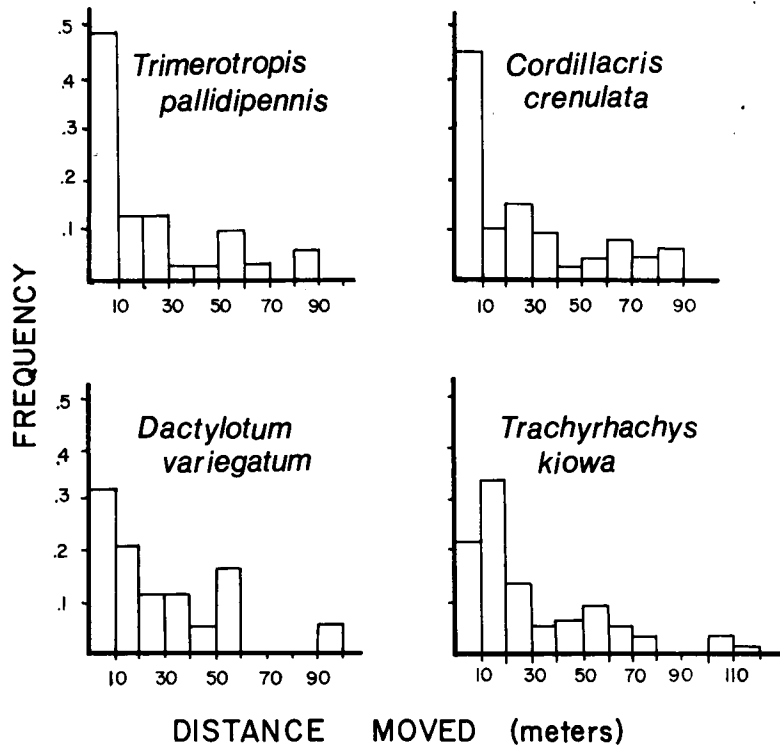 FREQUENCY
Trimerotropis
pallidipennis
.5
.4
.3
.2
.1
10 30 50 70 90
Cordillacris
crenulata
10 30 50 70 90
Dactylotum
variegatum
.5
.4
.3
.2
.1
10 30 50 70 90
Trachyrhachys
kiowa
10 30 50 70 90 110
DISTANCE MOVED (meters)